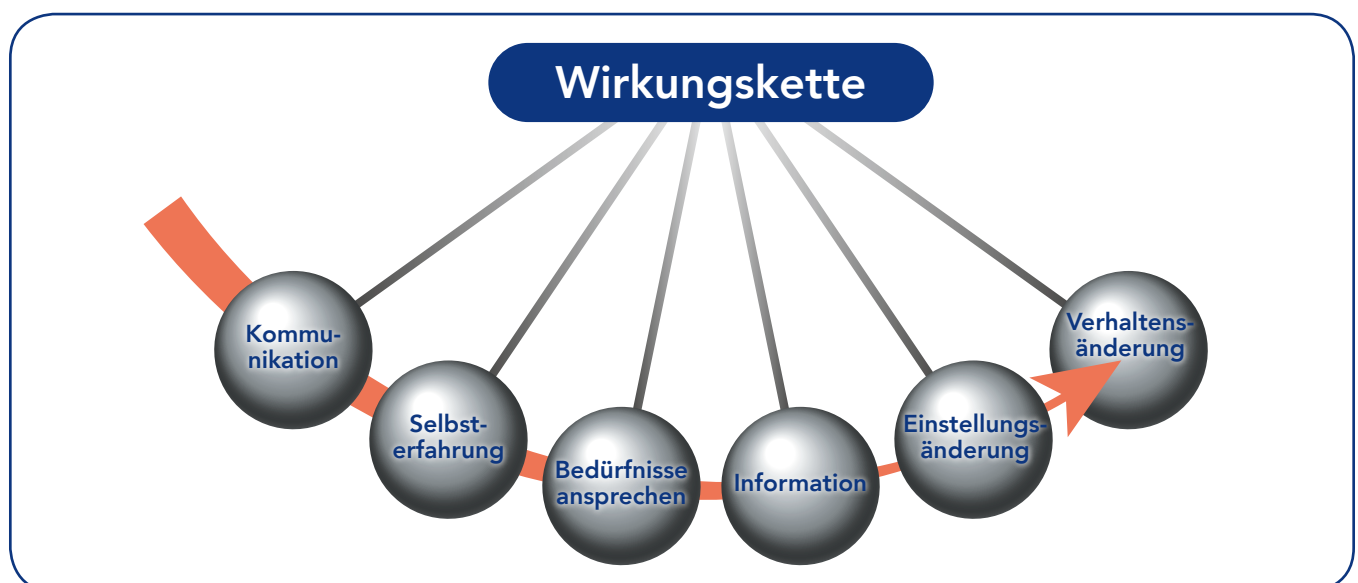 Wirkungskette
Kommu-
nikation
Selbst-
erfahrung
Bedürfnisse
ansprechen
Information
Einstellungs-
änderung
Verhaltens-
änderung